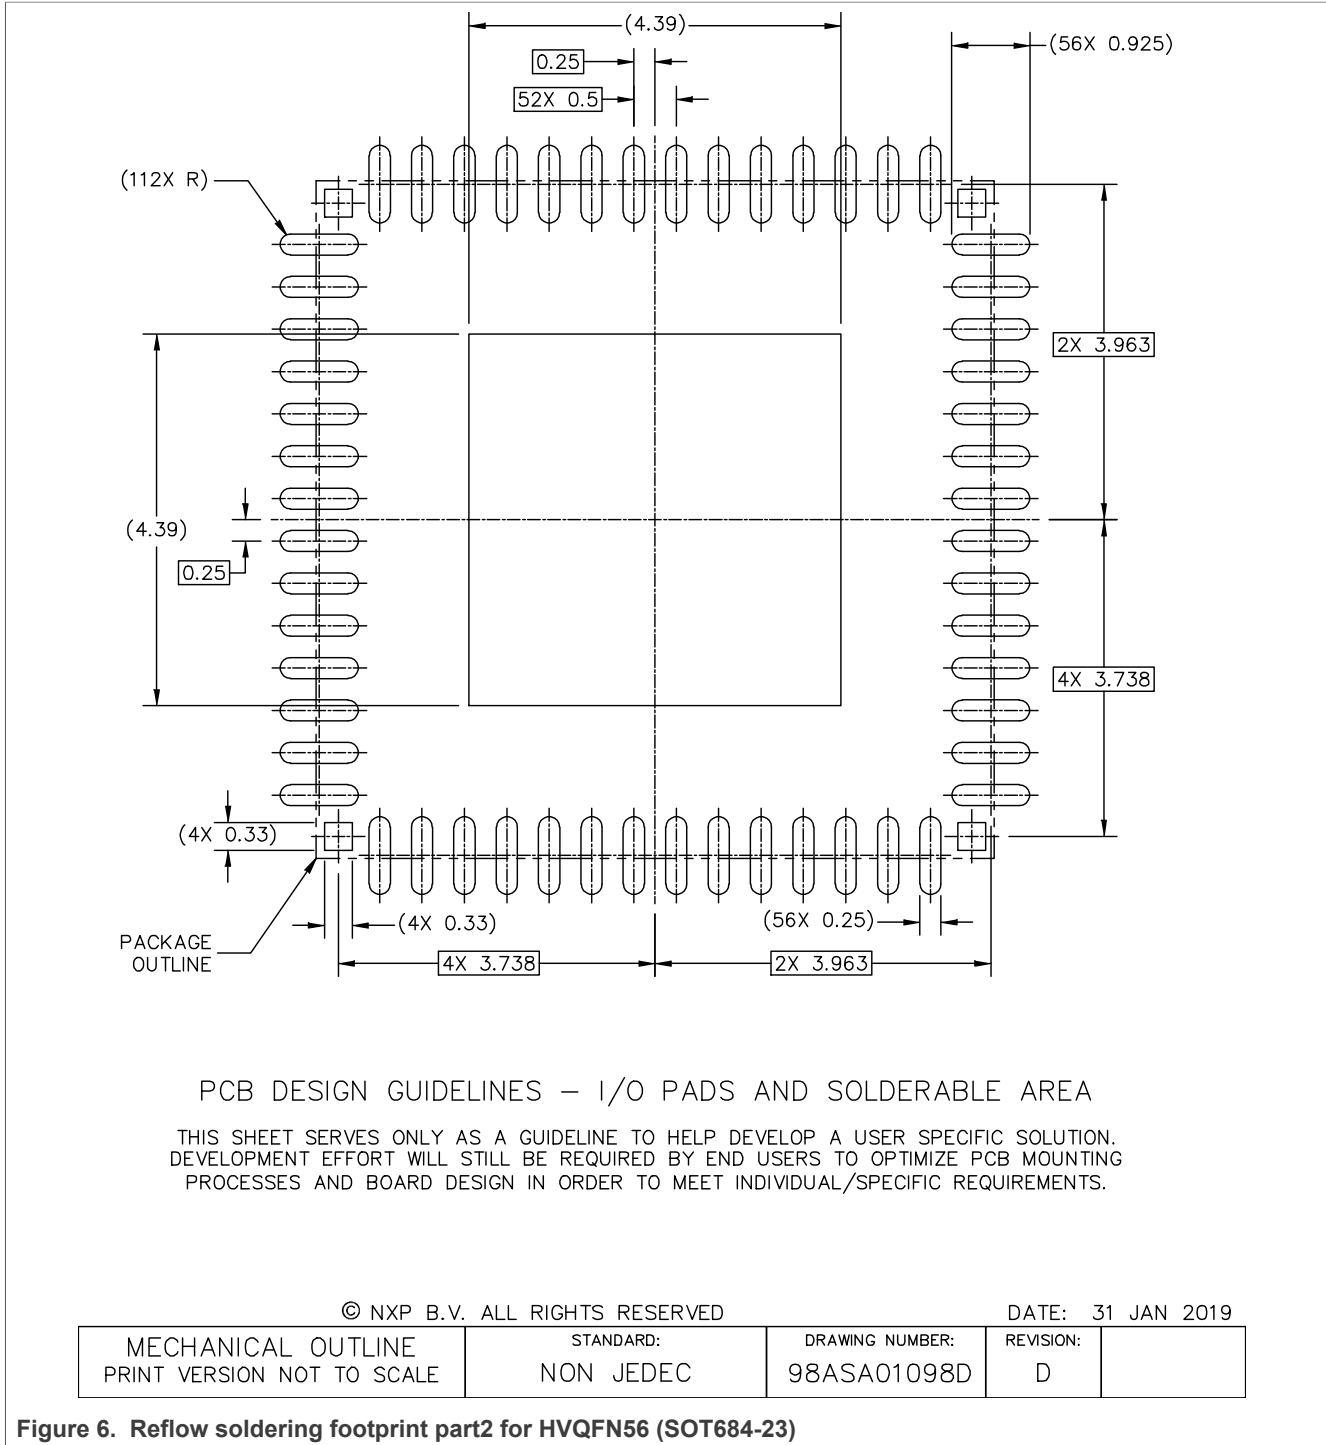 (4.39)
(56X 0.925)
0.25
52X 0.5
(112X R)
2X 3.963
(4.39)
0.25
4X 3.738
(4X 0.33)
(4X 0.33)
(56X 0.25)
PACKAGE
OUTLINE
4X 3.738
2X 3.963
PCB DESIGN GUIDELINES – I/O PADS AND SOLDERABLE AREA
THIS SHEET SERVES ONLY AS A GUIDELINE TO HELP DEVELOP A USER SPECIFIC SOLUTION.
DEVELOPMENT EFFORT WILL STILL BE REQUIRED BY END USERS TO OPTIMIZE PCB MOUNTING
PROCESSES AND BOARD DESIGN IN ORDER TO MEET INDIVIDUAL/SPECIFIC REQUIREMENTS.
© NXP B.V. ALL RIGHTS RESERVED
DATE: 31 JAN 2019
MECHANICAL OUTLINE
PRINT VERSION NOT TO SCALE
STANDARD:
NON JEDEC
DRAWING NUMBER:
98ASA01098D
REVISION:
D
Figure 6. Reflow soldering footprint part2 for HVQFN56 (SOT684-23)